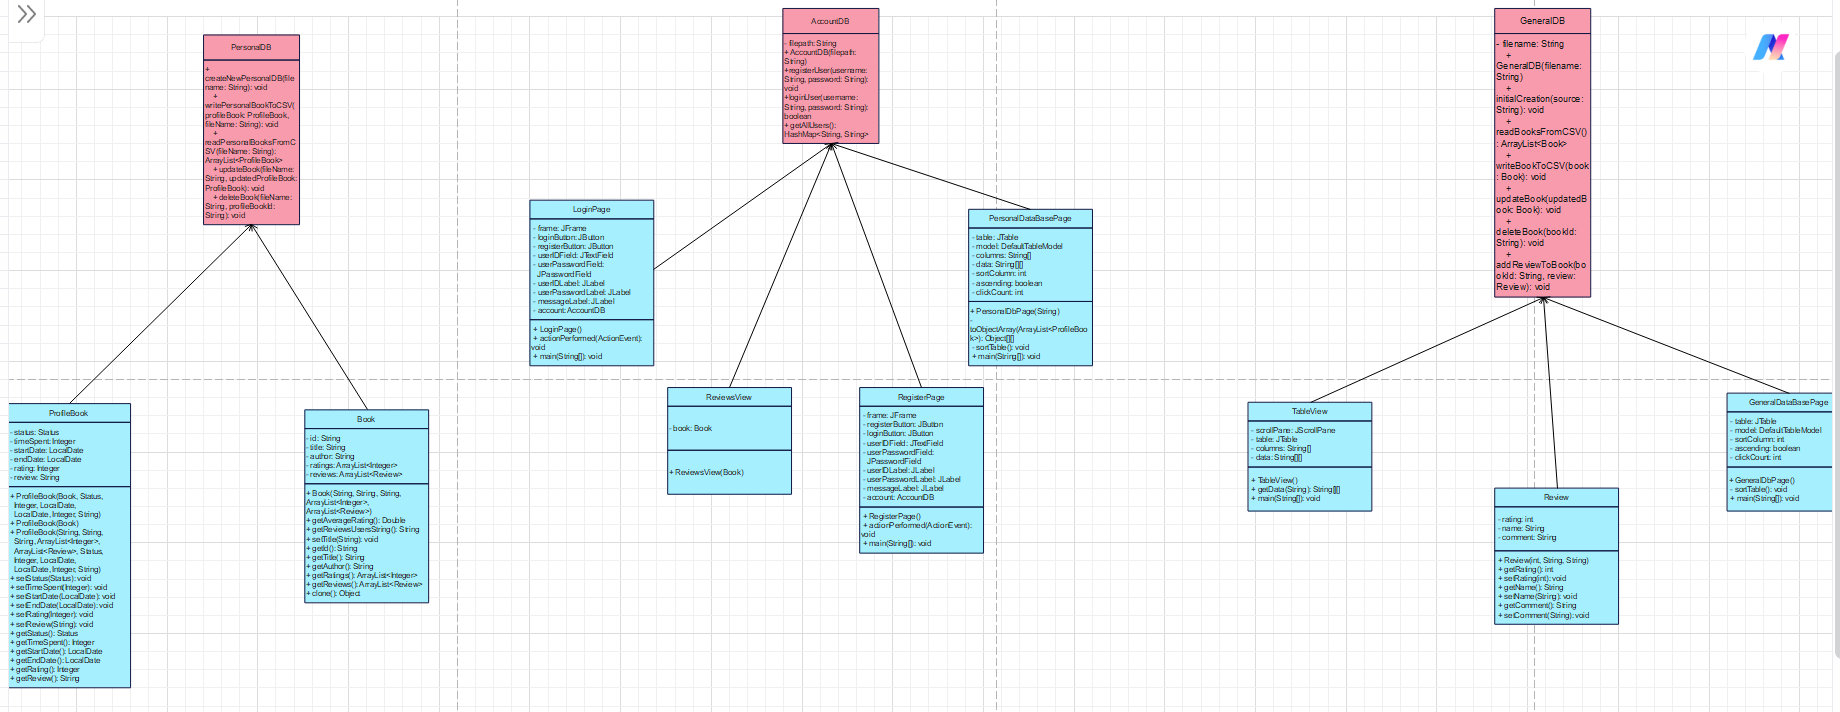 PersonalDB
+
createNewPersonalDB(file
name: String): void
+
writePersonalBookToCSV(
profileBook: ProfileBook,
fileName: String): void
+
readPersonalBooksFromC
SV(fileName: String):
ArrayList<ProfileBook>
+ updateBook(fileName:
String, updatedProfileBook:
ProfileBook): void
+ deleteBook(fileName:
String, profileBookId:
String): void
AccountDB
- filepath: String
+ AccountDB(filepath:
String)
+registerUser(username:
String, password: String):
void
+loginUser(username:
String, password: String):
boolean
+ getAllUsers():
HashMap<String, String>
GeneralDB
- filename: String
+
GeneralDB(filename:
String)
+
initialCreation(source:
String): void
+
readBooksFromCSV()
: ArrayList<Book>
+
writeBookToCSV(book
: Book): void
+
updateBook(updatedB
ook: Book): void
+
deleteBook(bookId:
String): void
+
addReviewToBook(bo
okId: String, review:
Review): void
LoginPage
- frame: JFrame
- loginButton: JButton
- registerButton: JButton
- userIDField: JTextField
- userPasswordField:
JPasswordField
- userIDLabel: JLabel
- userPasswordLabel: JLabel
- messageLabel: JLabel
- account: AccountDB
+ LoginPage()
+ actionPerformed(ActionEvent):
void
+ main(String[]): void
PersonalDataBasePage
- table: JTable
- model: DefaultTableModel
- columns: String[]
- data: String[][]
- sortColumn: int
- ascending: boolean
- clickCount: int
+ PersonalDbPage(String)
-
toObjectArray(ArrayList<ProfileBoo
k>): Object[][]
- sortTable(): void
+ main(String[]): void
ProfileBook
- status: Status
- timeSpent: Integer
- startDate: LocalDate
- endDate: LocalDate
- rating: Integer
- review: String
+ ProfileBook(Book, Status,
Integer, LocalDate,
LocalDate, Integer, String)
+ ProfileBook(Book)
+ ProfileBook(String, String,
String, ArrayList<Integer>,
ArrayList<Review>, Status,
Integer, LocalDate,
LocalDate, Integer, String)
+ setStatus(Status): void
+ setTimeSpent(Integer): void
+ setStartDate(LocalDate): void
+ setEndDate(LocalDate): void
+ setRating(Integer): void
+ setReview(String): void
+ getStatus(): Status
+ getTimeSpent(): Integer
+ getStartDate(): LocalDate
+ getEndDate(): LocalDate
+ getRating(): Integer
+ getReview(): String
Book
- id : String
- title: String
- author: String
- ratings: ArrayList<Integer>
- reviews: ArrayList<Review>
+ Book(String, String, String,
ArrayList<Integer>,
ArrayList<Review>)
+ getAverageRating(): Double
+ getReviewsUsersString(): String
+ setTitle(String): void
+ getId(): String
+ getTitle(): String
+ getAuthor(): String
+ getRatings(): ArrayList<Integer>
+ getReviews():ArrayList<Review>
+ clone(): Object
ReviewsView
- book: Book
+ ReviewsView(Book)
RegisterPage
- frame: JFrame
- registerButton: JButton
- loginButton: JButton
- userIDField: JTextField
- userPasswordField:
JPasswordField
- userIDLabel: JLabel
- userPasswordLabel: JLabel
- messageLabel: JLabel
- account: AccountDB
+ RegisterPage()
+ actionPerformed(ActionEvent):
void
+ main(String[]): void
TableView
- scrollPane: JScrollPane
- table: JTable
- columns: String[]
- data: String[][]
+ TableView()
+ getData(String): String[][]
+ main(String[]): void
Review
- rating: int
- name: String
- comment: String
+ Review(int, String, String)
+ getRating(): int
+ setRating(int): void
+ getName(): String
+ setName(String): void
+ getComment(): String
+ setComment(String): void
GeneralDataBasePage
- table: JTable
- model: DefaultTableModel
- sortColumn: int
- ascending: boolean
- clickCount: int
+ GeneralDbPage()
- sortTable(): void
+ main(String[]): void